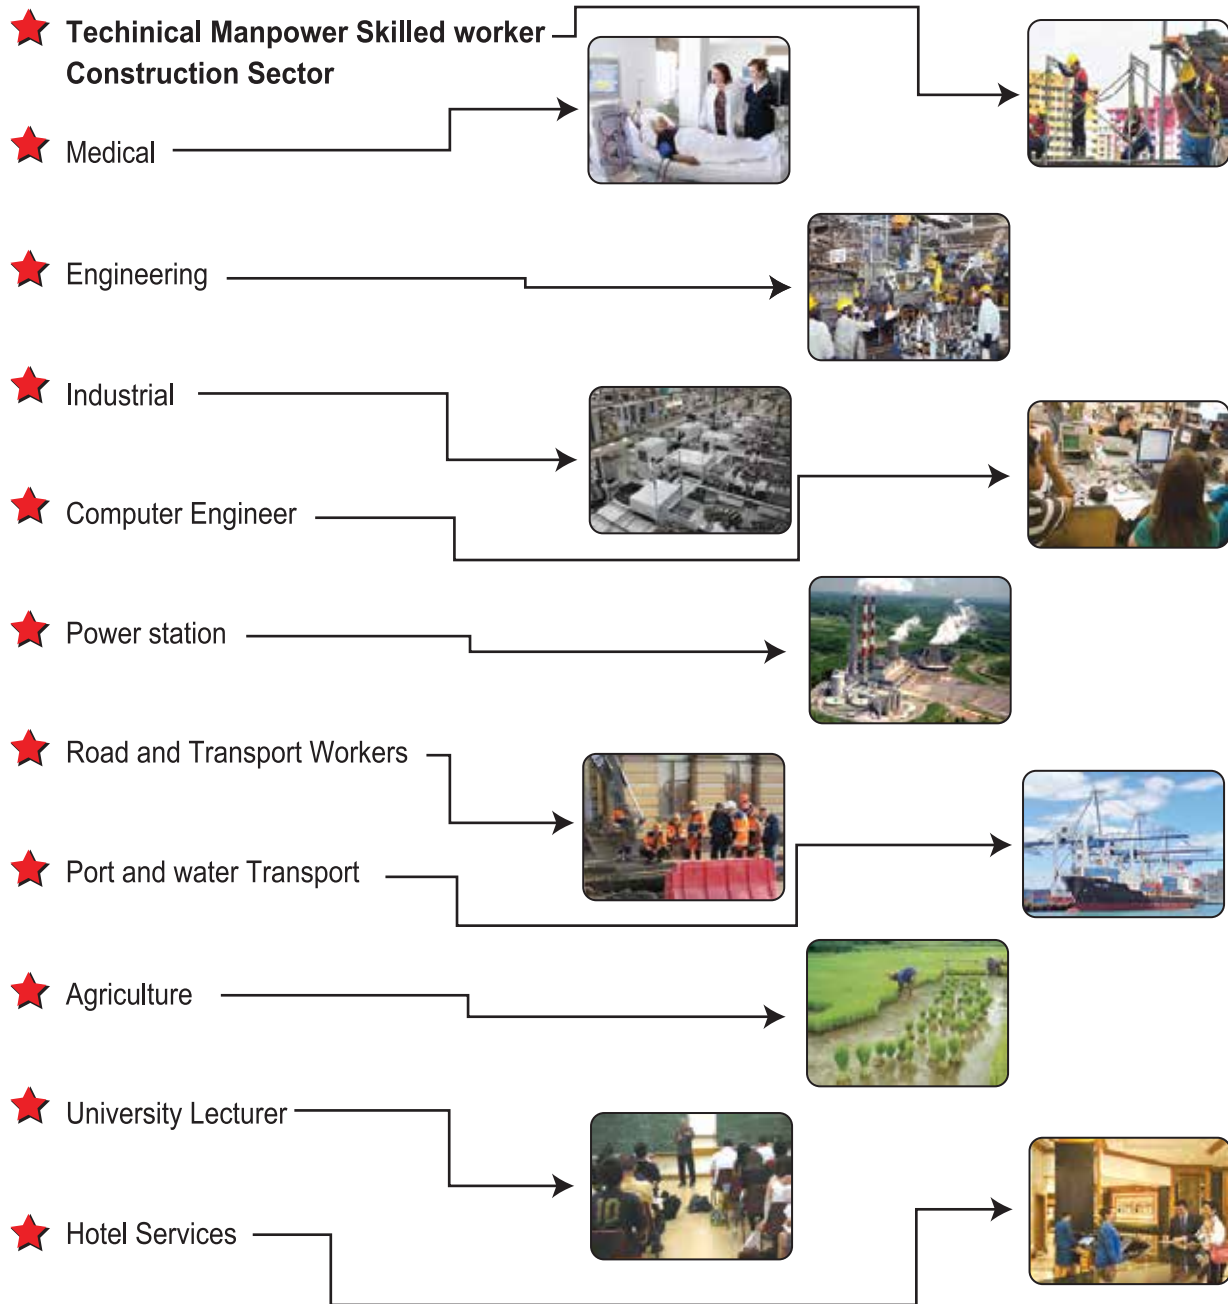 Techinical Manpower Skilled worker
Construction Sector
Medical
Engineering
Industrial
Computer Engineer
Power station
Road and Transport Workers
Port and water Transport
Agriculture
University Lecturer
Hotel Services